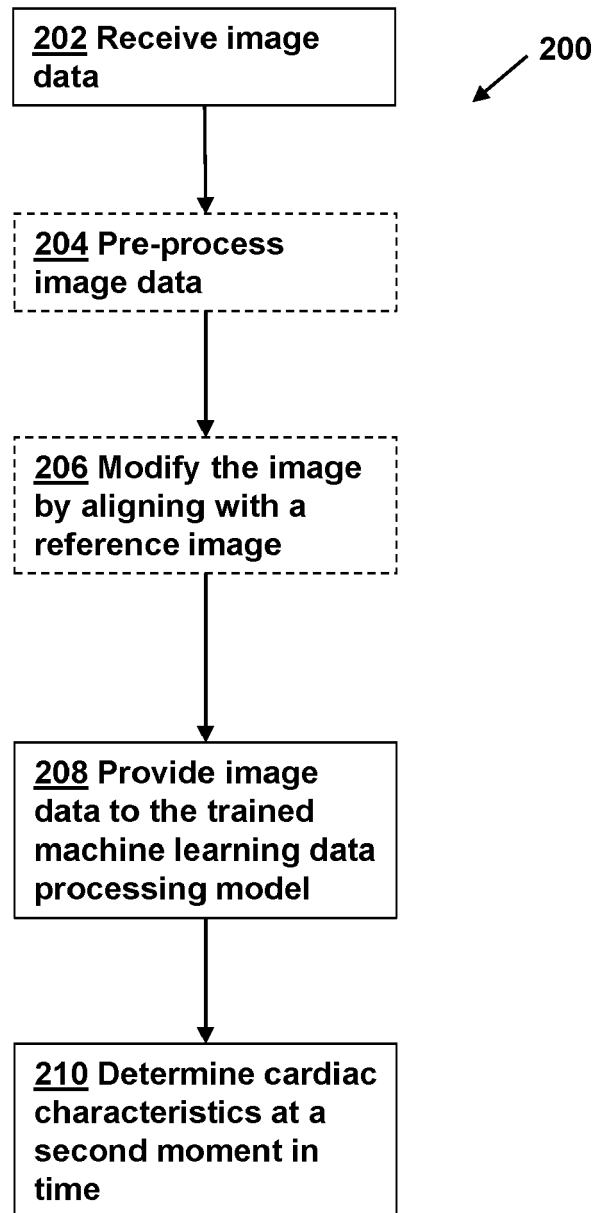 202 Receive image
data
200
204 Pre-process
image data
206 Modify the image
by aligning with a
reference image
208 Provide image
data to the trained
machine learning data
processing model
210 Determine cardiac
characteristics at a
second moment in
time